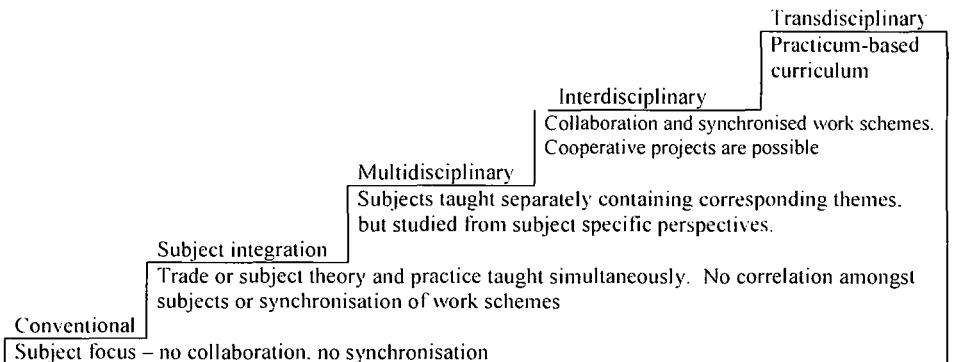 Transdisciplinary
Practicum-based
curriculum
Interdisciplinary
Collaboration and synchronised work schemes.
Cooperative projects are possible
Multidisciplinary
Subjects taught separately containing corresponding themes.
but studied from subject specific perspectives.
Subject integration
Trade or subject theory and practice taught simultaneously. No correlation amongst
subjects or synchronisation of work schemes
Conventional
Subject focus – no collaboration, no synchronisation